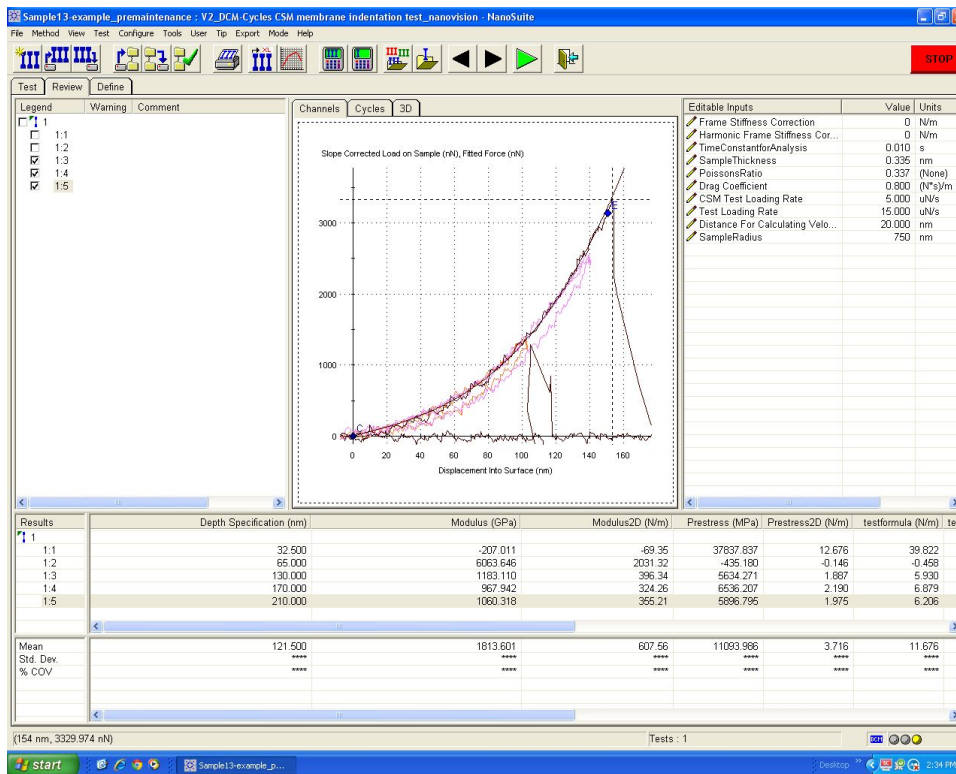 Sample13-example_premaintenance : V2_DCM-Cycles CSM membrane indentation test_nanovision - NanoSuite
File Method View Test Configure Tools User Tip Export Mode Help
STOP
Test Review Define
Legend Warning Comment
1
1:1
1:2
1:3
1:4
1:5
Channels Cycles 3D
Slope Corrected Load on Sample (nN), Fitted Force (nN)
3000
2000
1000
0
0 20 40 60 80 100 120 140 160
Displacement Into Surface (nm)
Editable Inputs Value Units
Frame Stiffness Correction 0 N/m
Harmonic Frame Stiffness Cor... 0 N/m
TimeConstantforAnalysis 0.010 s
SampleThickness 0.335 nm
PoissonsRatio 0.337 (None)
Drag Coefficient 0.800 (N*s)/m
CSM Test Loading Rate 5.000 uN/s
Test Loading Rate 15.000 uN/s
Distance For Calculating Velo... 20.000 nm
SampleRadius 750 nm
Results Depth Specification (nm) Modulus (GPa) Modulus2D (N/m) Prestress (MPa) Prestress2D (N/m) testformula (N/m) te
1
1:1 32.500 -207.011 -69.35 37837.837 12.676 39.822
1:2 65.000 6063.646 2031.32 -435.180 -0.146 -0.458
1:3 130.000 1183.110 396.34 5634.271 1.887 5.930
1:4 170.000 967.942 324.26 6536.207 2.190 6.879
1:5 210.000 1060.318 355.21 5896.795 1.975 6.206
Mean 121.500 1813.601 607.56 11093.986 3.716 11.676
Std. Dev. **** **** **** **** **** ****
% COV **** **** **** **** **** ****
(154 nm, 3329.974 nN) Tests : 1
start Sample13-example_p... Desktop » 2:34 PM